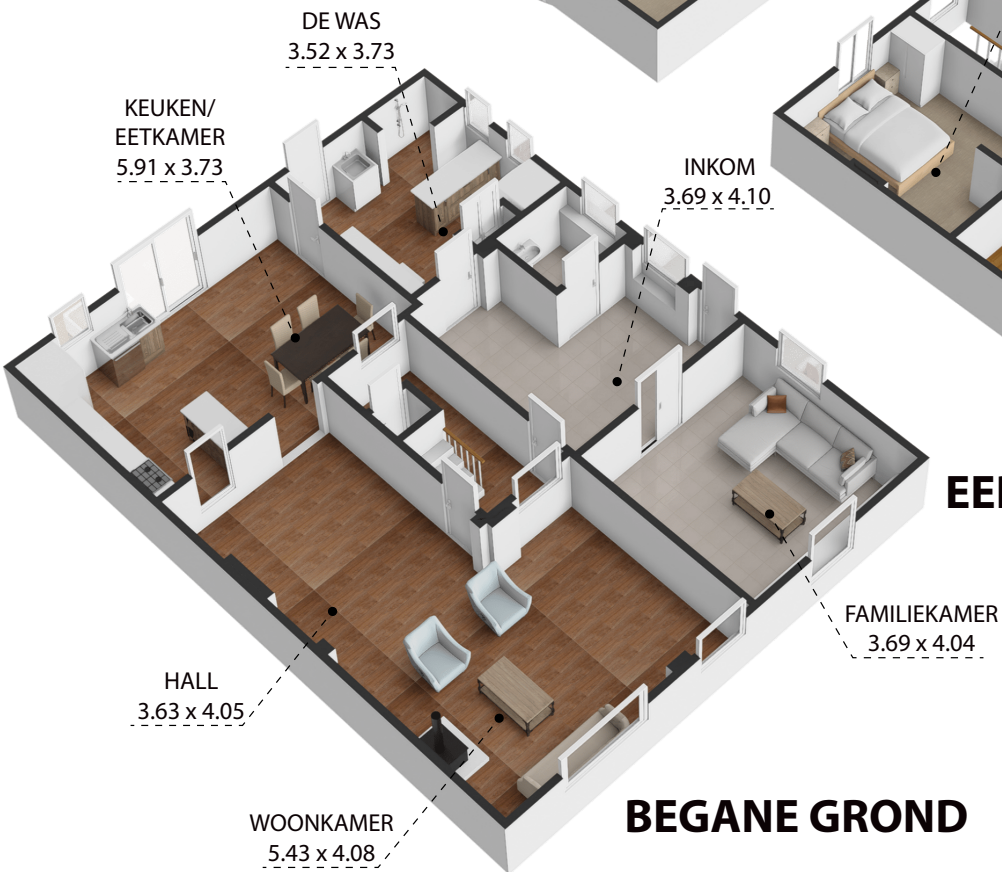 DE WAS
3.52 x 3.73
KEUKEN/
EETKAMER
5.91 x 3.73
INKOM
3.69 x 4.10
FAMILIEKAMER
3.69 x 4.04
HALL
3.63 x 4.05
WOONKAMER
5.43 x 4.08
BEGANE GROND